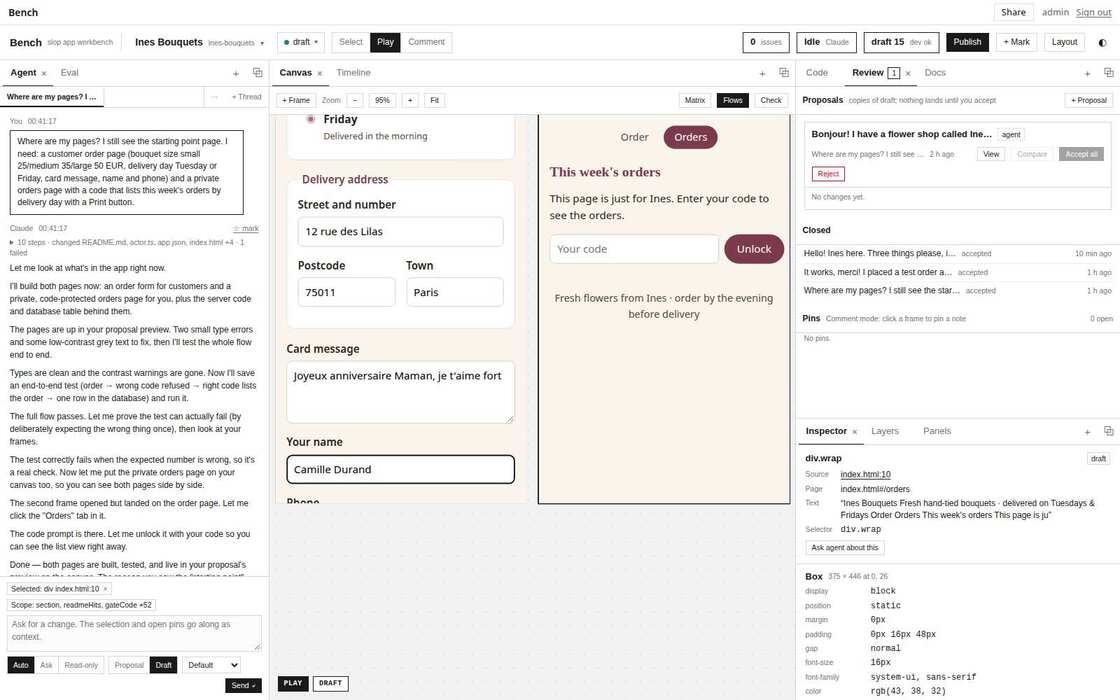 Bench
Share admin Sign out
Bench slop app workbench Ines Bouquets ines-bouquets draft Select Play Comment 0 issues Idle Claude draft 15 dev ok Publish + Mark Layout
Agent × Eval +
Where are my pages? I … ··· + Thread
You 00:41:17
Where are my pages? I still see the starting point page. I
need: a customer order page (bouquet size small
25/medium 35/large 50 EUR, delivery day Tuesday or
Friday, card message, name and phone) and a private
orders page with a code that lists this week's orders by
delivery day with a Print button.
Claude 00:41:17 ☆ mark
10 steps · changed README.md, actor.ts, app.json, index.html +4 · 1
failed
Let me look at what's in the app right now.
I'll build both pages now: an order form for customers and a
private, code-protected orders page for you, plus the server code
and database table behind them.
The pages are up in your proposal preview. Two small type errors
and some low-contrast grey text to fix, then I'll test the whole flow
end to end.
Types are clean and the contrast warnings are gone. Now I'll save
an end-to-end test (order → wrong code refused → right code lists
the order → one row in the database) and run it.
The full flow passes. Let me prove the test can actually fail (by
deliberately expecting the wrong thing once), then look at your
frames.
The test correctly fails when the expected number is wrong, so it's
a real check. Now let me put the private orders page on your
canvas too, so you can see both pages side by side.
The second frame opened but landed on the order page. Let me
click the "Orders" tab in it.
The code prompt is there. Let me unlock it with your code so you
can see the list view right away.
Done — both pages are built, tested, and live in your proposal's
Selected: div index.html:10 ×
Scope: section, readmeHits, gateCode +52
Ask for a change. The selection and open pins go along as
context.
Auto Ask Read-only Proposal Draft Default
Send
Canvas × Timeline +
+ Frame Zoom − 95% + Fit Matrix Flows Check
Friday
Delivered in the morning
Delivery address
Street and number
12 rue des Lilas
Postcode Town
75011 Paris
Card message
Joyeux anniversaire Maman, je t'aime fort
Your name
Camille Durand
Phone
Order Orders
This week's orders
This page is just for Ines. Enter your code to
see the orders.
Your code Unlock
Fresh flowers from Ines · order by the evening
before delivery
PLAY DRAFT
Code Review 1 × Docs +
Proposals copies of draft; nothing lands until you accept + Proposal
Bonjour! I have a flower shop called Ine… agent
Where are my pages? I still see … 2 h ago View Compare Accept all
Reject
No changes yet.
Closed
Hello! Ines here. Three things please, i… accepted 10 min ago
It works, merci! I placed a test order a… accepted 1 h ago
Where are my pages? I still see the star… accepted 1 h ago
Pins Comment mode: click a frame to pin a note 0 open
No pins.
Inspector × Layers Panels +
div.wrap draft
Source index.html:10
Page index.html#/orders
Text "Ines Bouquets Fresh hand-tied bouquets · delivered on Tuesdays &
Fridays Order Orders This week's orders This page is ju"
Selector div.wrap
Ask agent about this
Box 375 × 446 at 0, 26
display block
position static
margin 0px
padding 0px 16px 48px
gap normal
font-size 16px
font-family system-ui, sans-serif
color rgb(43, 38, 32)